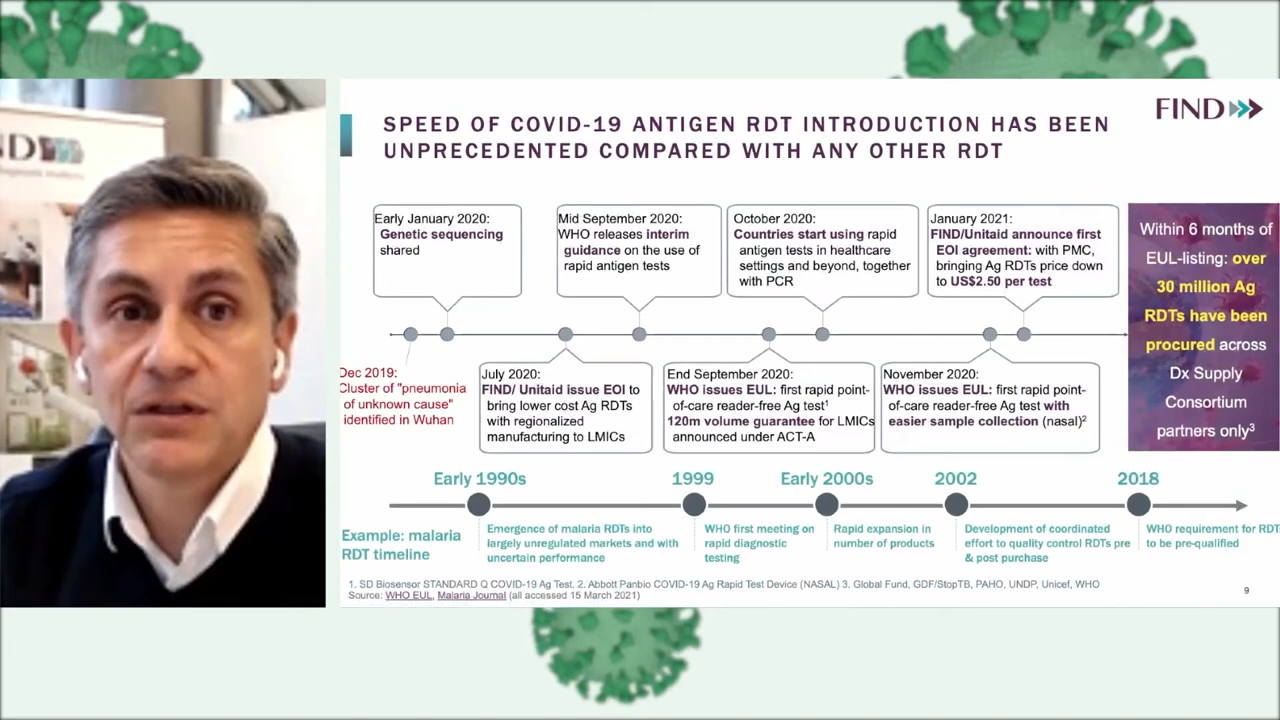 ND
FIND
SPEED OF COVID-19 ANTIGEN RDT INTRODUCTION HAS BEEN
UNPRECEDENTED COMPARED WITH ANY OTHER RDT
Early January 2020:
Genetic sequencing
shared
Mid September 2020:
WHO releases interim
guidance on the use of
rapid antigen tests
October 2020:
Countries start using rapid
antigen tests in healthcare
settings and beyond, together
with PCR
January 2021:
FIND/Unitaid announce first
EOI agreement: with PMC,
bringing Ag RDTs price down
to US$2.50 per test
Within 6 months of
EUL-listing: over
30 million Ag
RDTs have been
procured across
Dx Supply
Consortium
partners only³
Dec 2019:
Cluster of "pneumonia
of unknown cause"
identified in Wuhan
July 2020:
FIND/ Unitaid issue EOI to
bring lower cost Ag RDTs
with regionalized
manufacturing to LMICs
End September 2020:
WHO issues EUL: first rapid point-
of-care reader-free Ag test¹
120m volume guarantee for LMICs
announced under ACT-A
November 2020:
WHO issues EUL: first rapid point-
of-care reader-free Ag test with
easier sample collection (nasal)²
Early 1990s
1999
Early 2000s
2002
2018
Example: malaria
RDT timeline
Emergence of malaria RDTs into
largely unregulated markets and with
uncertain performance
WHO first meeting on
rapid diagnostic
testing
Rapid expansion in
number of products
Development of coordinated
effort to quality control RDTs pre
& post purchase
WHO requirement for RDT
to be pre-qualified
1. SD Biosensor STANDARD Q COVID-19 Ag Test. 2. Abbott Panbio COVID-19 Ag Rapid Test Device (NASAL) 3. Global Fund, GDF/StopTB, PAHO, UNDP, Unicef, WHO
Source: WHO EUL, Malaria Journal (all accessed 15 March 2021)
9